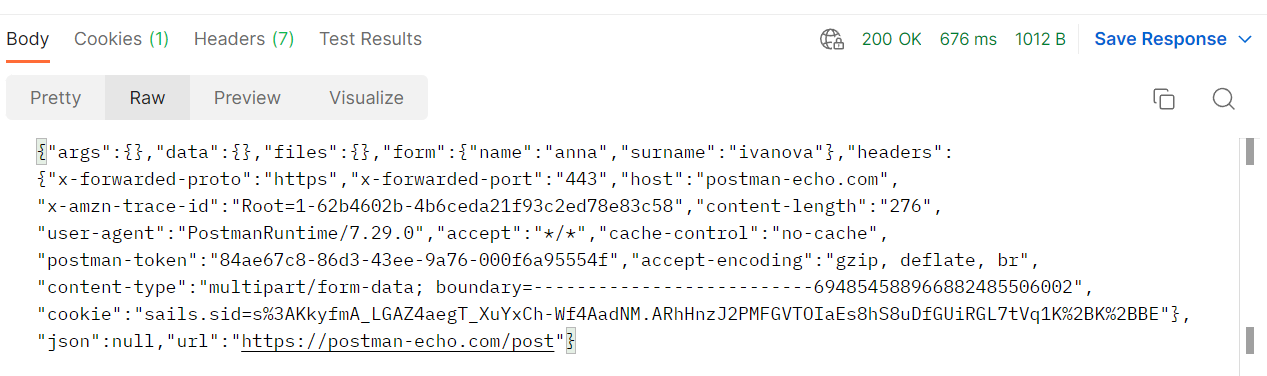 Body Cookies (1) Headers (7) Test Results 200 OK 676 ms 1012 B Save Response
Pretty Raw Preview Visualize
{"args":{},"data":{},"files":{},"form":{"name":"anna","surname":"ivanova"},"headers":
{"x-forwarded-proto":"https","x-forwarded-port":"443","host":"postman-echo.com",
"x-amzn-trace-id":"Root=1-62b4602b-4b6ceda21f93c2ed78e83c58","content-length":"276",
"user-agent":"PostmanRuntime/7.29.0","accept":"*/*","cache-control":"no-cache",
"postman-token":"84ae67c8-86d3-43ee-9a76-000f6a95554f","accept-encoding":"gzip, deflate, br",
"content-type":"multipart/form-data; boundary=--------------------------694854588966882485506002",
"cookie":"sails.sid=s%3AKkyfmA_LGAZ4aegT_XuYxCh-Wf4AadNM.ARhHnzJ2PMFGVTOIaEs8hS8uDfGUiRGL7tVq1K%2BK%2BBE"},
"json":null,"url":"https://postman-echo.com/post"}